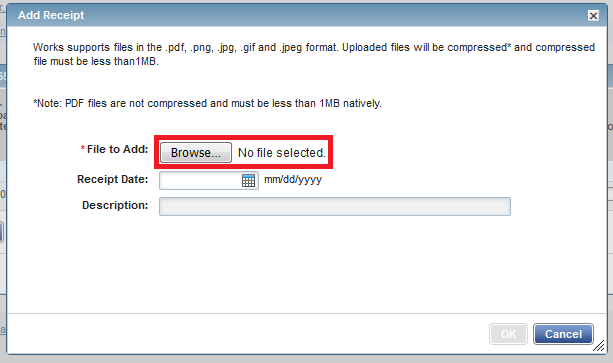 Add Receipt
Works supports files in the .pdf, .png, .jpg, .gif and .jpeg format. Uploaded files will be compressed* and compressed
file must be less than1MB.
*Note: PDF files are not compressed and must be less than 1MB natively.
*File to Add: Browse... No file selected.
Receipt Date: mm/dd/yyyy
Description:
OK Cancel